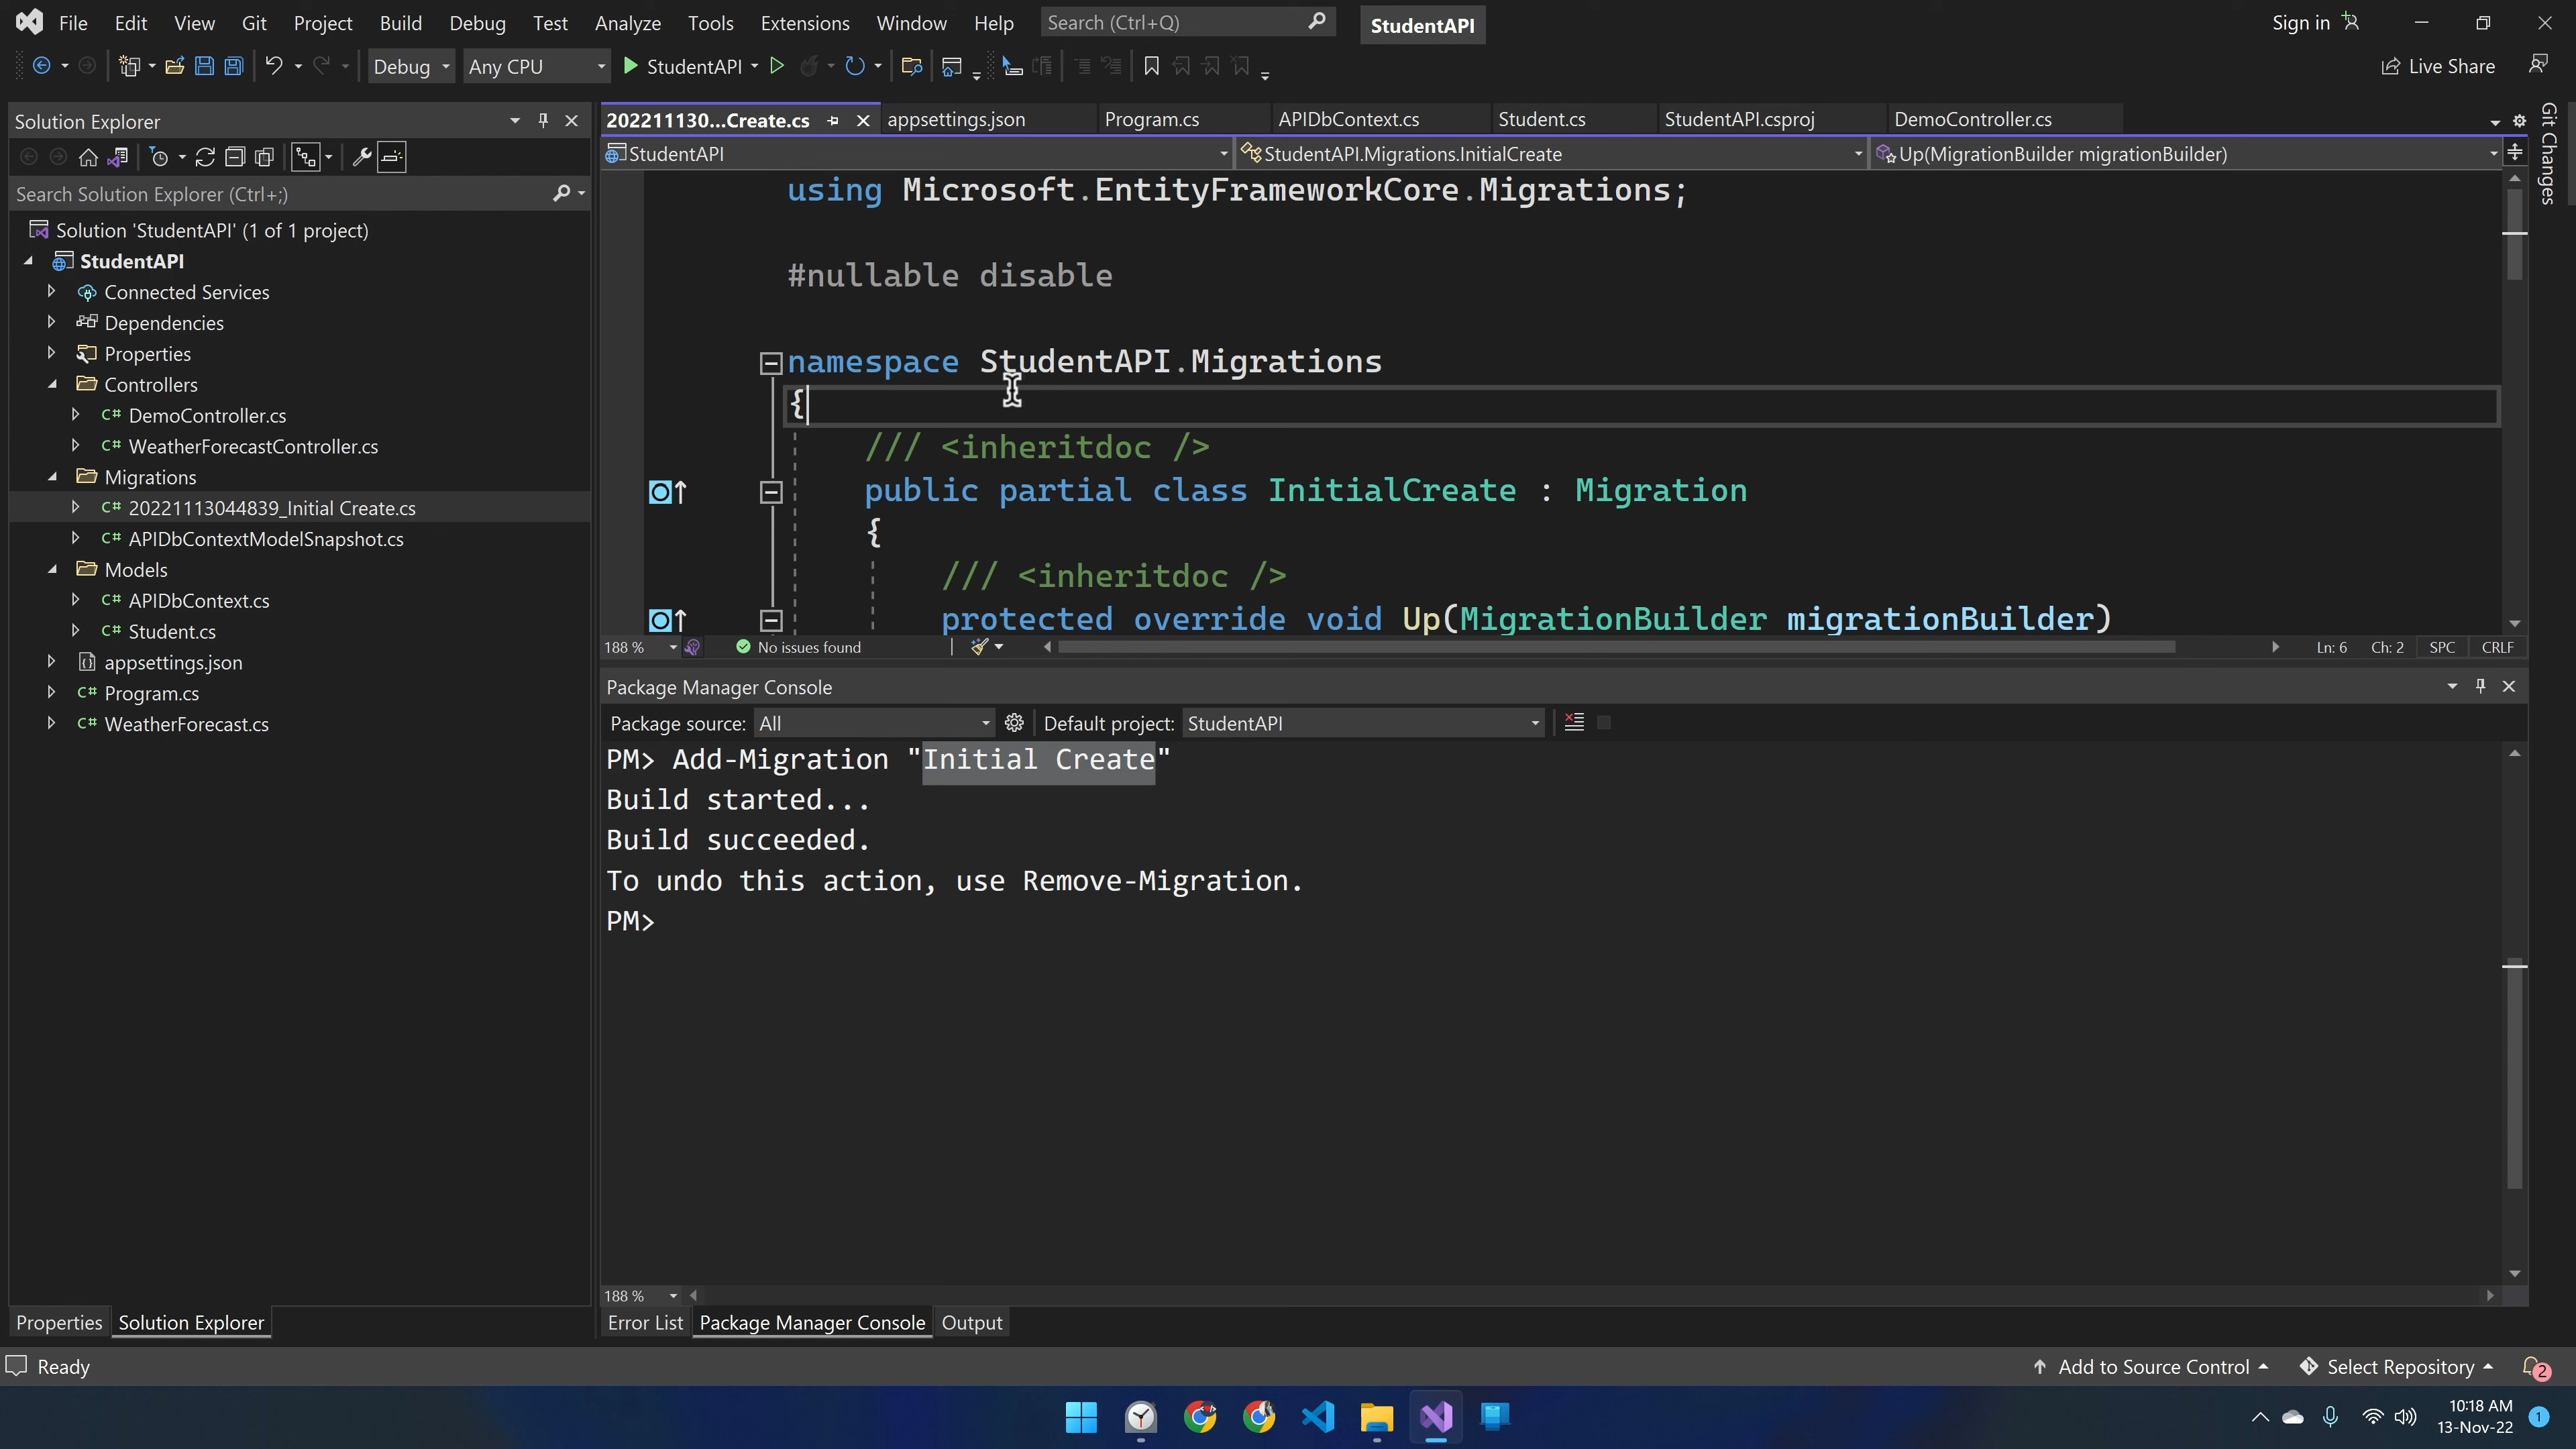 File Edit View Git Project Build Debug Test Analyze Tools Extensions Window Help Search (Ctrl+Q) StudentAPI Sign in
Debug Any CPU StudentAPI Live Share
Solution Explorer
Search Solution Explorer (Ctrl+;)
Solution 'StudentAPI' (1 of 1 project)
StudentAPI
Connected Services
Dependencies
Properties
Controllers
C# DemoController.cs
C# WeatherForecastController.cs
Migrations
C# 20221113044839_Initial Create.cs
C# APIDbContextModelSnapshot.cs
Models
C# APIDbContext.cs
C# Student.cs
appsettings.json
C# Program.cs
C# WeatherForecast.cs
Properties Solution Explorer
202211130...Create.cs appsettings.json Program.cs APIDbContext.cs Student.cs StudentAPI.csproj DemoController.cs
StudentAPI StudentAPI.Migrations.InitialCreate Up(MigrationBuilder migrationBuilder)
using Microsoft.EntityFrameworkCore.Migrations;
#nullable disable
namespace StudentAPI.Migrations
{
/// <inheritdoc />
public partial class InitialCreate : Migration
{
/// <inheritdoc />
protected override void Up(MigrationBuilder migrationBuilder)
188 % No issues found Ln: 6 Ch: 2 SPC CRLF
Package Manager Console
Package source: All Default project: StudentAPI
PM> Add-Migration "Initial Create"
Build started...
Build succeeded.
To undo this action, use Remove-Migration.
PM>
188 %
Error List Package Manager Console Output
Git Changes
Ready Add to Source Control Select Repository 2
10:18 AM
13-Nov-22 1